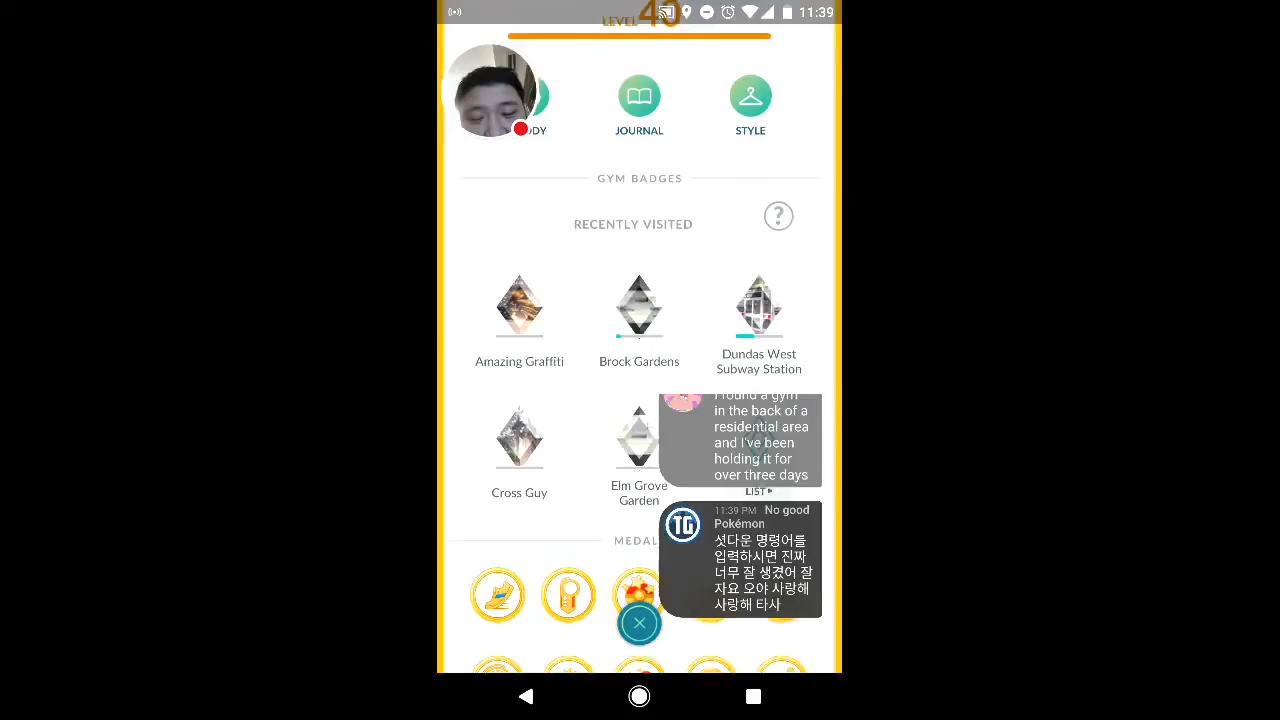 11:39
LEVEL 40
DY
JOURNAL
STYLE
GYM BADGES
RECENTLY VISITED
?
Amazing Graffiti
Brock Gardens
Dundas West
Subway Station
I found a gym
in the back of a
residential area
and I've been
holding it for
over three days
Cross Guy
Elm Grove
Garden
LIST
MEDAL
TG
11:39 PM No good
Pokémon
셧다운 명령어를
입력하시면 진짜
너무 잘 생겼어 잘
자요 오야 사랑해
사랑해 타사